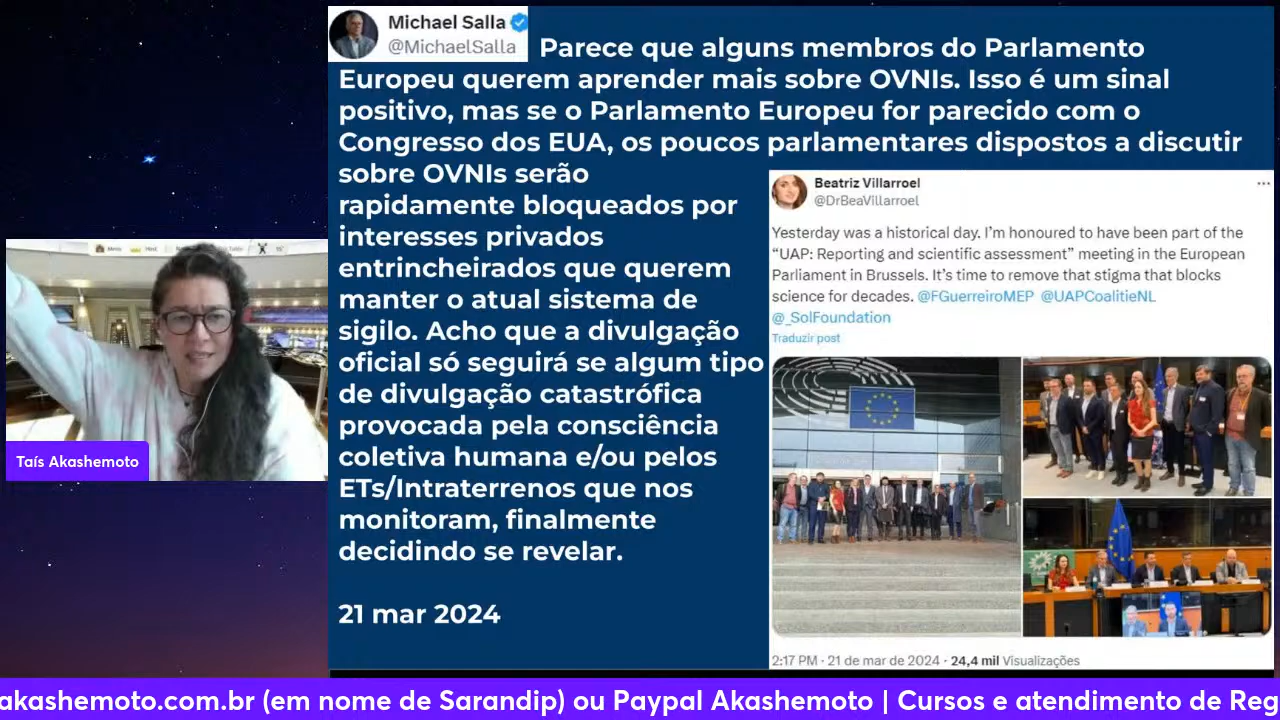 Michael Salla
@MichaelSalla
Parece que alguns membros do Parlamento
Europeu querem aprender mais sobre OVNIs. Isso é um sinal
positivo, mas se o Parlamento Europeu for parecido com o
Congresso dos EUA, os poucos parlamentares dispostos a discutir
sobre OVNIs serão
rapidamente bloqueados por
interesses privados
entrincheirados que querem
manter o atual sistema de
sigilo. Acho que a divulgação
oficial só seguirá se algum tipo
de divulgação catastrófica
provocada pela consciência
coletiva humana e/ou pelos
ETs/Intraterrenos que nos
monitoram, finalmente
decidindo se revelar.
21 mar 2024
Beatriz Villarroel
@DrBeaVillarroel
Yesterday was a historical day. I'm honoured to have been part of the
"UAP: Reporting and scientific assessment" meeting in the European
Parliament in Brussels. It's time to remove that stigma that blocks
science for decades. @FGuerreiroMEP @UAPCoalitieNL
@_SolFoundation
Traduzir post
2:17 PM · 21 de mar de 2024 · 24,4 mil Visualizações
Taís Akashemoto
akashemoto.com.br (em nome de Sarandip) ou Paypal Akashemoto | Cursos e atendimento de Reg